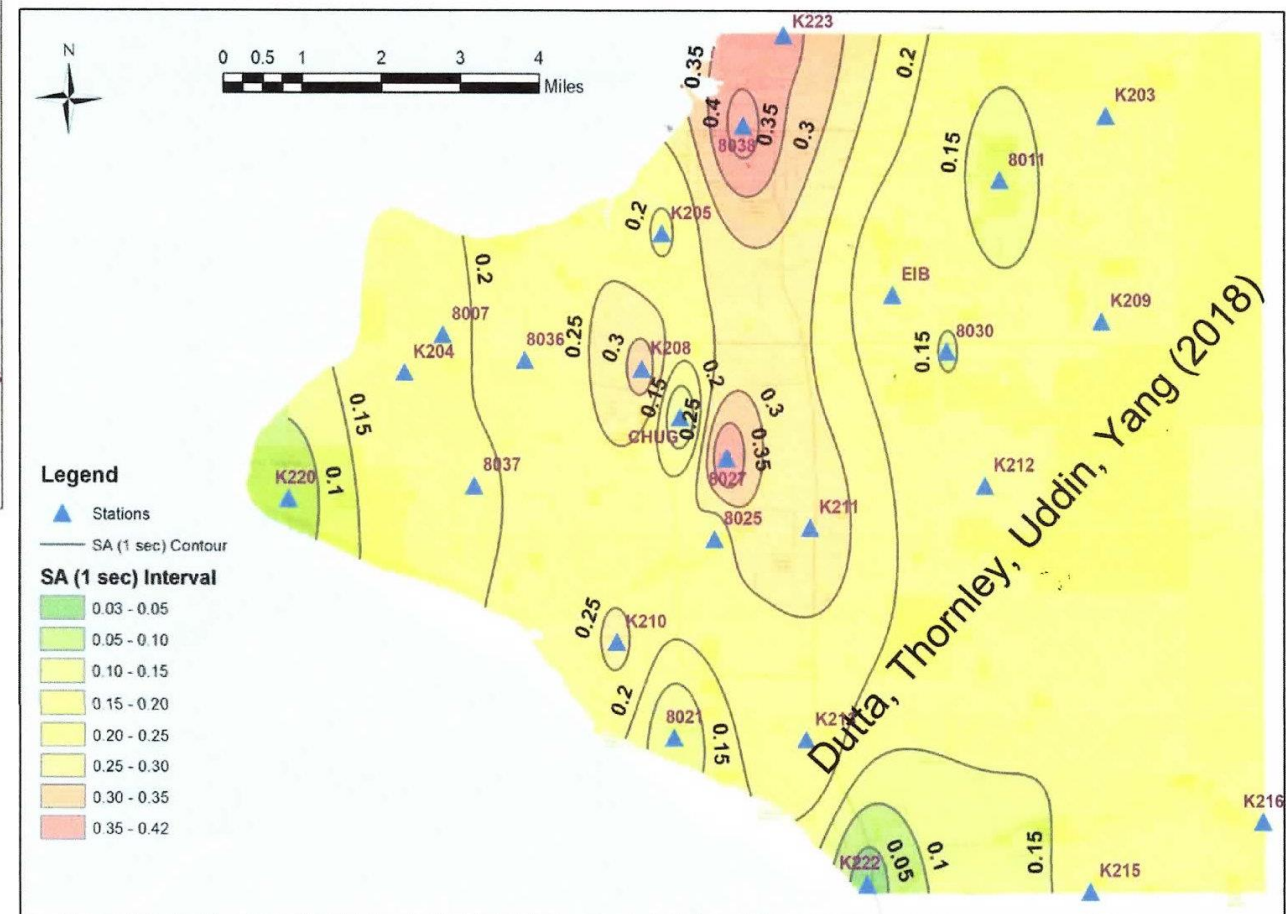 K223
N
0 0.5 1 2 3 4
Miles
0.35
0.2
K203
0.4
0.35
0.3
8038
0.15
8011
0.2
K205
0.2
EIB
8007
0.25
K209
K204
8036
0.3
K208
8030
0.15
0.2
0.15
0.15
0.25
0.3
CHUG
0.35
8027
Legend
K220
0.1
8037
K212
Stations
8025
K211
SA (1 sec) Contour
SA (1 sec) Interval
0.03 - 0.05
0.25
K210
0.05 - 0.10
0.10 - 0.15
0.2
0.15 - 0.20
8021
0.15
Dutta, Thornley, Uddin, Yang (2018)
0.20 - 0.25
0.25 - 0.30
0.30 - 0.35
K216
0.35 - 0.42
K222
0.05
0.1
0.15
K215